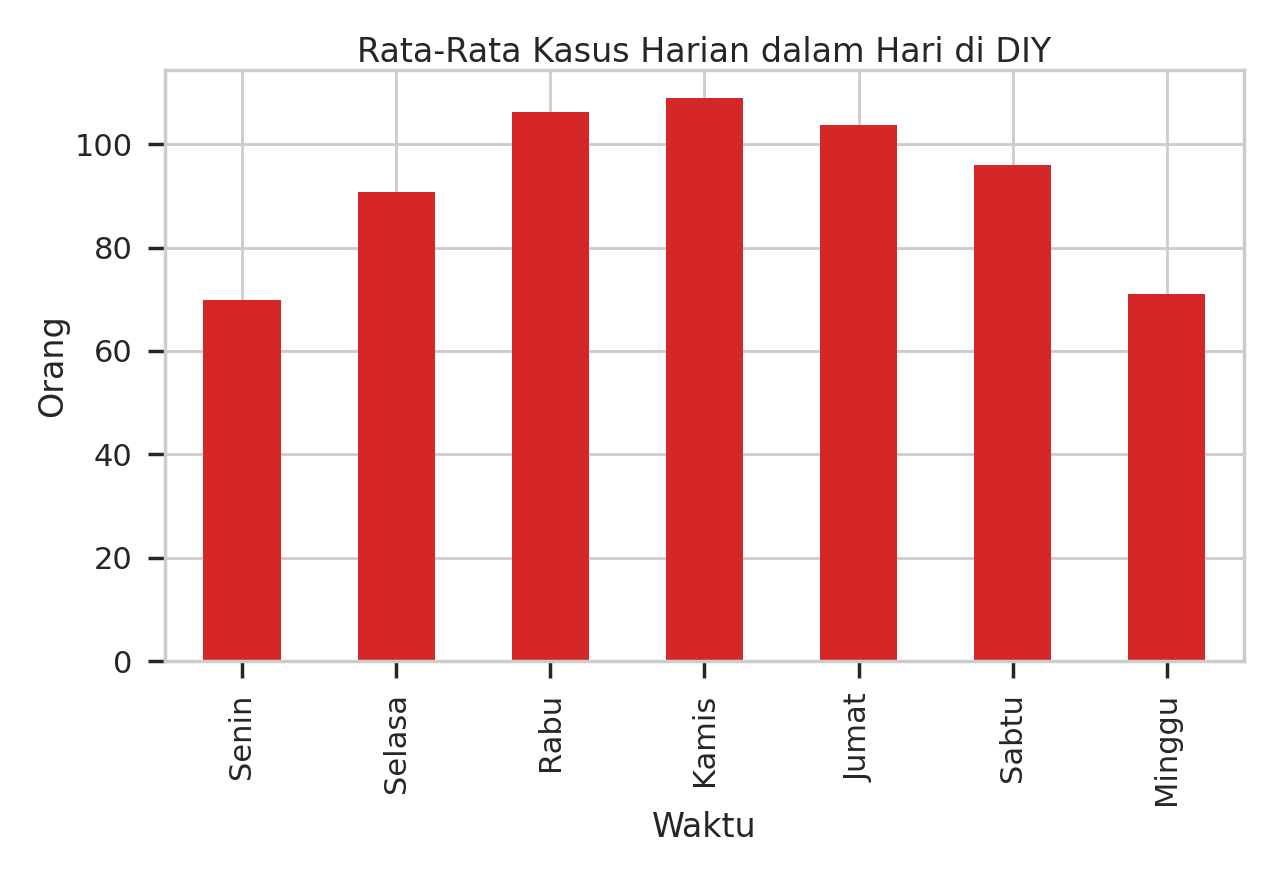 Rata-Rata Kasus Harian dalam Hari di DIY
Orang
100
80
60
40
20
0
Senin
Selasa
Rabu
Kamis
Jumat
Sabtu
Minggu
Waktu